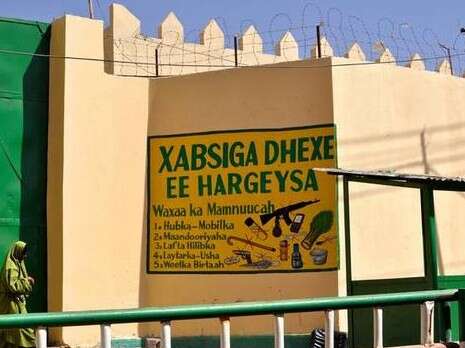 XABSIGA DHEXE
EE HARGEYSA
Waxaa ka Mamnuucah
1. Hubka-Mobilka
2. Maandooriyaha
3. Lafta Hilibka
4. Laytarka-Usha
5. Weelka Birtaah